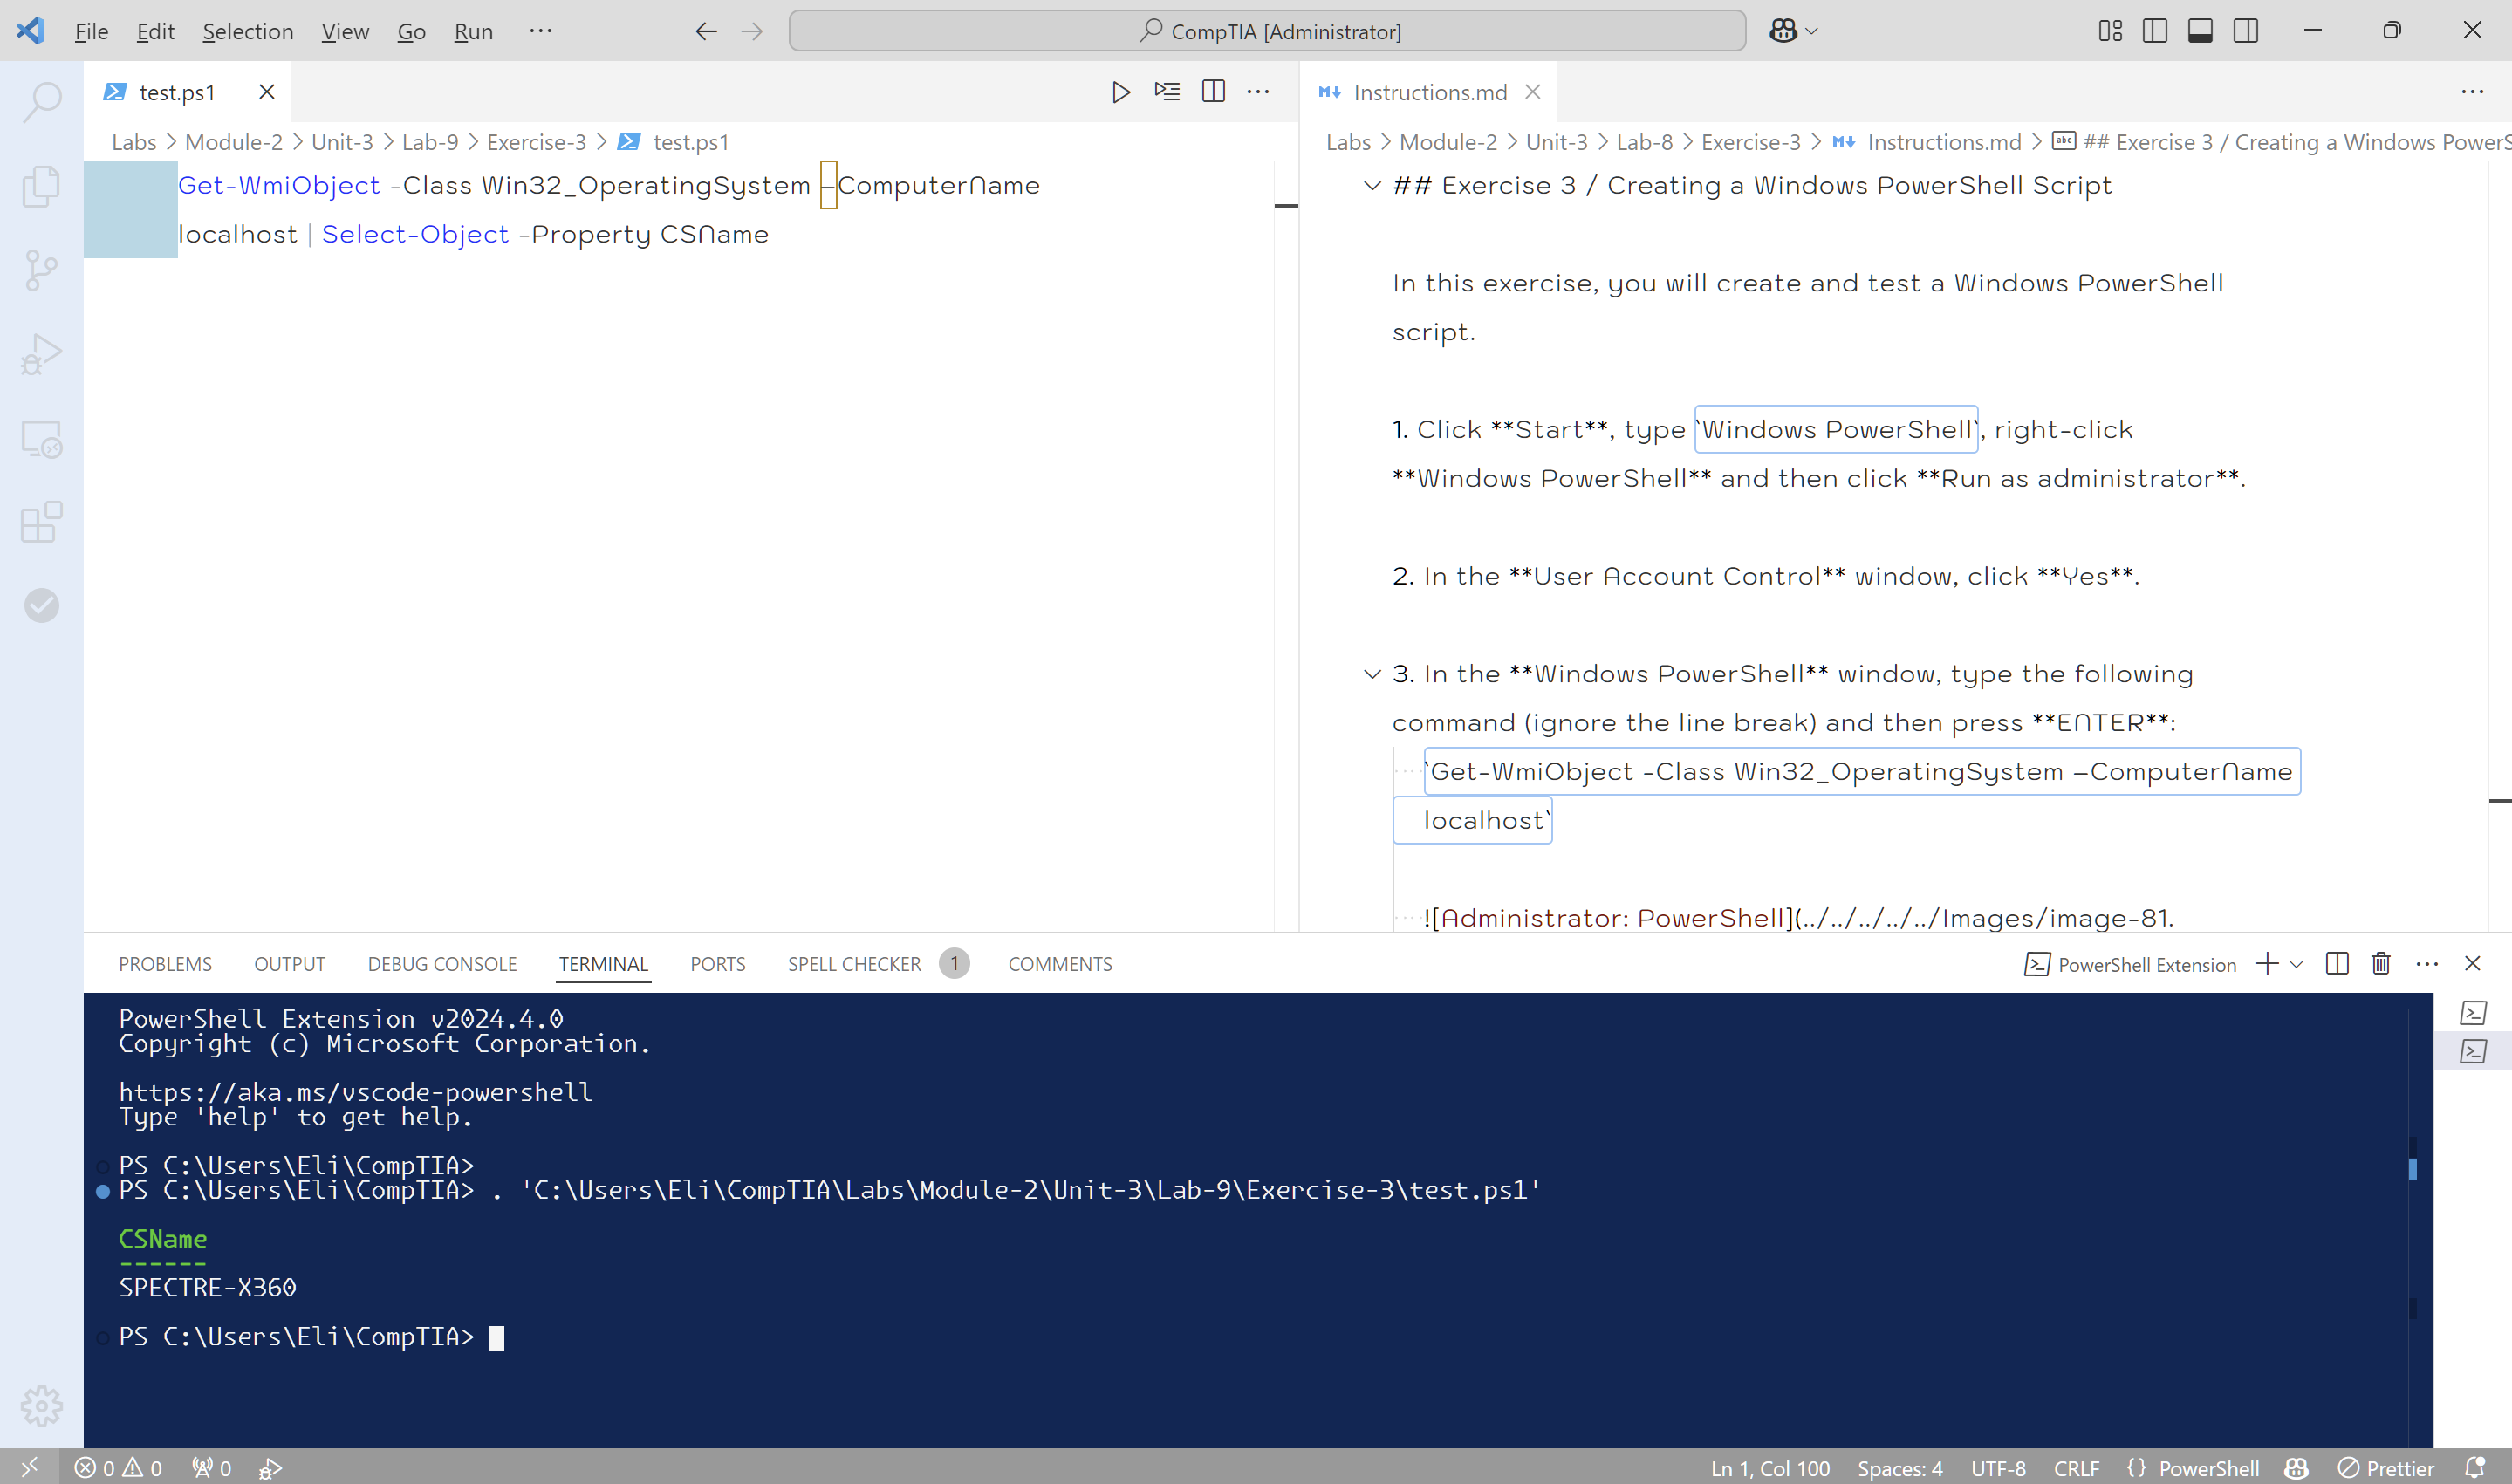 File Edit Selection View Go Run ··· CompTIA [Administrator]
test.ps1
Labs > Module-2 > Unit-3 > Lab-9 > Exercise-3 > test.ps1
Get-WmiObject -Class Win32_OperatingSystem –ComputerName
localhost | Select-Object -Property CSName
Instructions.md
Labs > Module-2 > Unit-3 > Lab-8 > Exercise-3 > Instructions.md > abc ## Exercise 3 / Creating a Windows PowerS
## Exercise 3 / Creating a Windows PowerShell Script
In this exercise, you will create and test a Windows PowerShell
script.
1. Click **Start**, type `Windows PowerShell`, right-click
**Windows PowerShell** and then click **Run as administrator**.
2. In the **User Account Control** window, click **Yes**.
3. In the **Windows PowerShell** window, type the following
command (ignore the line break) and then press **ENTER**:
`Get-WmiObject -Class Win32_OperatingSystem –ComputerName
localhost`
![Administrator: PowerShell](../../../../../Images/image-81.
PROBLEMS OUTPUT DEBUG CONSOLE TERMINAL PORTS SPELL CHECKER 1 COMMENTS PowerShell Extension
PowerShell Extension v2024.4.0
Copyright (c) Microsoft Corporation.
https://aka.ms/vscode-powershell
Type 'help' to get help.
PS C:\Users\Eli\CompTIA>
PS C:\Users\Eli\CompTIA> . 'C:\Users\Eli\CompTIA\Labs\Module-2\Unit-3\Lab-9\Exercise-3\test.ps1'
CSName
------
SPECTRE-X360
PS C:\Users\Eli\CompTIA>
0 0 0 Ln 1, Col 100 Spaces: 4 UTF-8 CRLF {} PowerShell Prettier